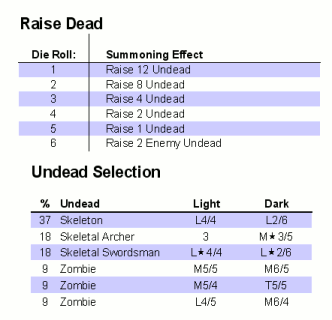 Raise Dead
Die Roll: Summoning Effect
1 Raise 12 Undead
2 Raise 8 Undead
3 Raise 4 Undead
4 Raise 2 Undead
5 Raise 1 Undead
6 Raise 2 Enemy Undead
Undead Selection
% Undead Light Dark
37 Skeleton L4/4 L2/6
18 Skeletal Archer 3 M★3/5
18 Skeletal Swordsman L★4/4 L★2/6
9 Zombie M5/5 M6/5
9 Zombie M5/4 T5/5
9 Zombie L4/5 M6/4